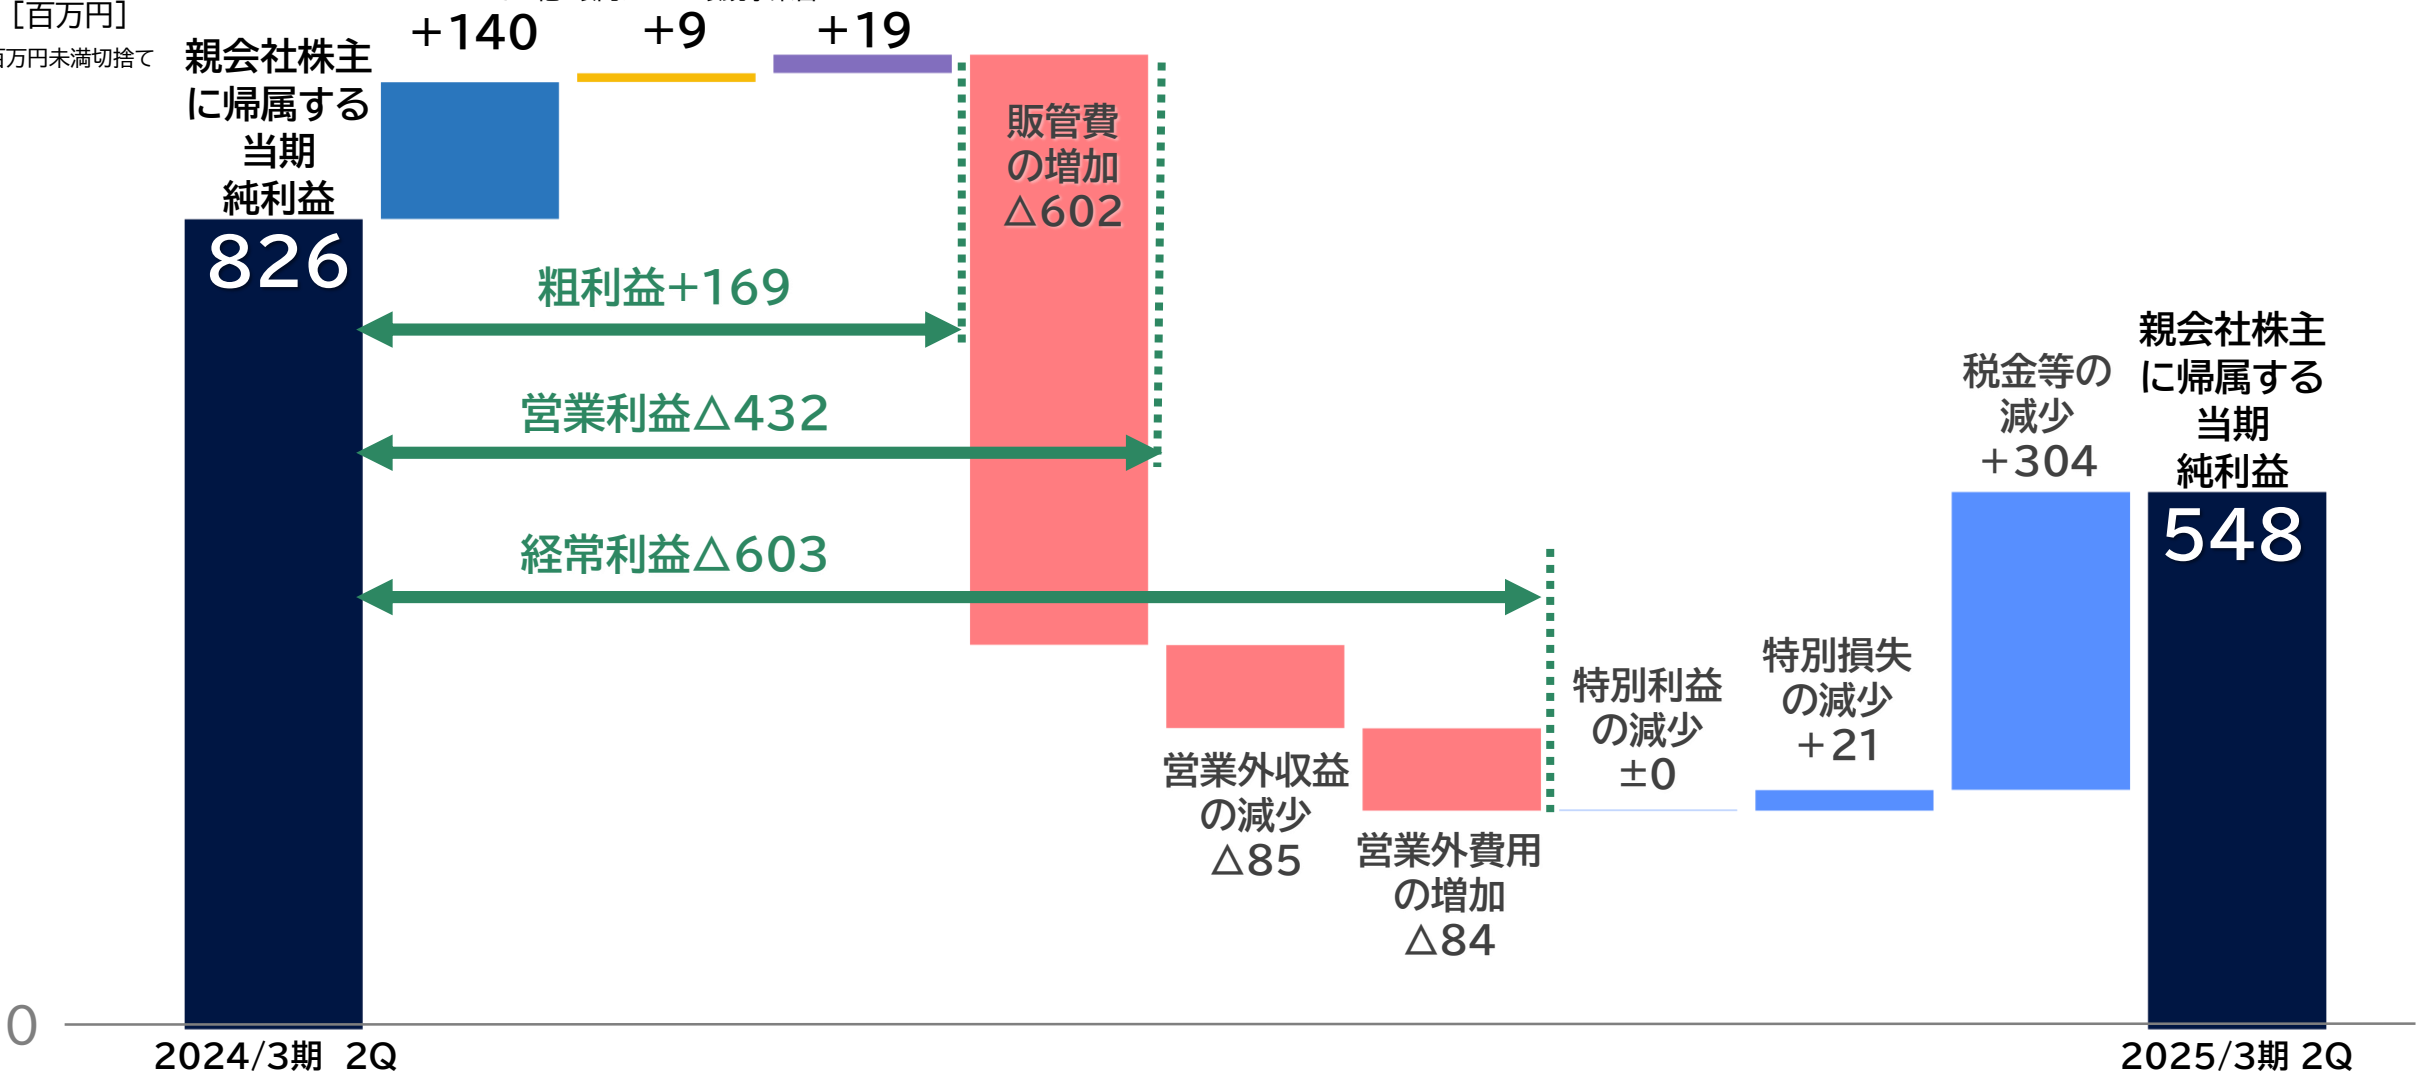 [百万円]
百万円未満切捨て
親会社株主
に帰属する
当期
純利益
826
+140
+9
+19
販管費
の増加
△602
粗利益+169
営業利益△432
経常利益△603
営業外収益
の減少
△85
営業外費用
の増加
△84
特別利益
の減少
±0
特別損失
の減少
+21
税金等の
減少
+304
親会社株主
に帰属する
当期
純利益
548
0
2024/3期 2Q
2025/3期 2Q